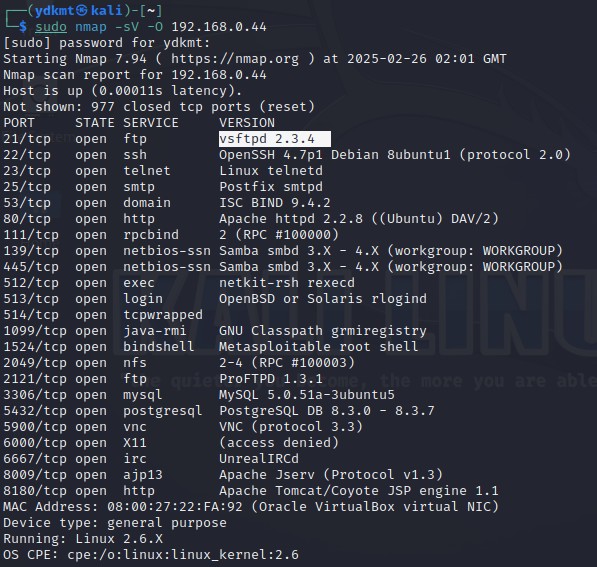 ┌──(ydkmt㉿kali)-[~]
└─$ sudo nmap -sV -O 192.168.0.44
[sudo] password for ydkmt:
Starting Nmap 7.94 ( https://nmap.org ) at 2025-02-26 02:01 GMT
Nmap scan report for 192.168.0.44
Host is up (0.00011s latency).
Not shown: 977 closed tcp ports (reset)
PORT     STATE SERVICE     VERSION
21/tcp   open  ftp         vsftpd 2.3.4
22/tcp   open  ssh         OpenSSH 4.7p1 Debian 8ubuntu1 (protocol 2.0)
23/tcp   open  telnet      Linux telnetd
25/tcp   open  smtp        Postfix smtpd
53/tcp   open  domain      ISC BIND 9.4.2
80/tcp   open  http        Apache httpd 2.2.8 ((Ubuntu) DAV/2)
111/tcp  open  rpcbind     2 (RPC #100000)
139/tcp  open  netbios-ssn Samba smbd 3.X - 4.X (workgroup: WORKGROUP)
445/tcp  open  netbios-ssn Samba smbd 3.X - 4.X (workgroup: WORKGROUP)
512/tcp  open  exec        netkit-rsh rexecd
513/tcp  open  login       OpenBSD or Solaris rlogind
514/tcp  open  tcpwrapped
1099/tcp open  java-rmi    GNU Classpath grmiregistry
1524/tcp open  bindshell   Metasploitable root shell
2049/tcp open  nfs         2-4 (RPC #100003)
2121/tcp open  ftp         ProFTPD 1.3.1
3306/tcp open  mysql       MySQL 5.0.51a-3ubuntu5
5432/tcp open  postgresql  PostgreSQL DB 8.3.0 - 8.3.7
5900/tcp open  vnc         VNC (protocol 3.3)
6000/tcp open  X11         (access denied)
6667/tcp open  irc         UnrealIRCd
8009/tcp open  ajp13       Apache Jserv (Protocol v1.3)
8180/tcp open  http        Apache Tomcat/Coyote JSP engine 1.1
MAC Address: 08:00:27:22:FA:92 (Oracle VirtualBox virtual NIC)
Device type: general purpose
Running: Linux 2.6.X
OS CPE: cpe:/o:linux:linux_kernel:2.6
KALI LINU
the more you are able